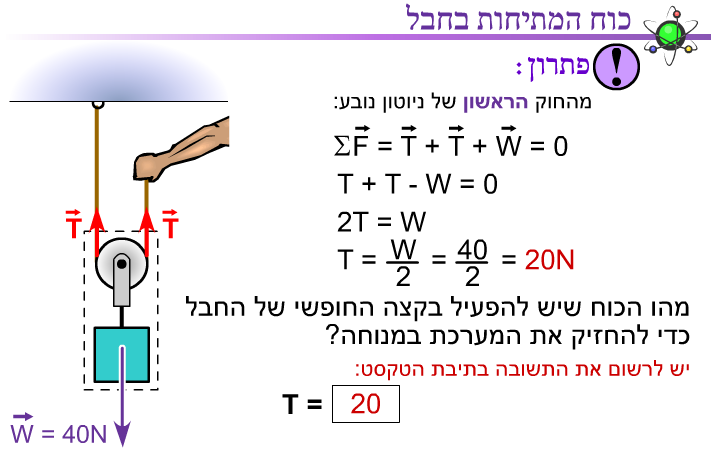 כוח המתיחות בחבל
!
פתרון:
מהחוק הראשון של ניוטון נובע:
ΣF⃗ = T⃗ + T⃗ + W⃗ = 0
T + T - W = 0
2T = W
T = W/2 = 40/2 = 20N
T⃗ T⃗
מהו הכוח שיש להפעיל בקצה החופשי של החבל
כדי להחזיק את המערכת במנוחה?
יש לרשום את התשובה בתיבת הטקסט:
T = 20
W⃗ = 40N